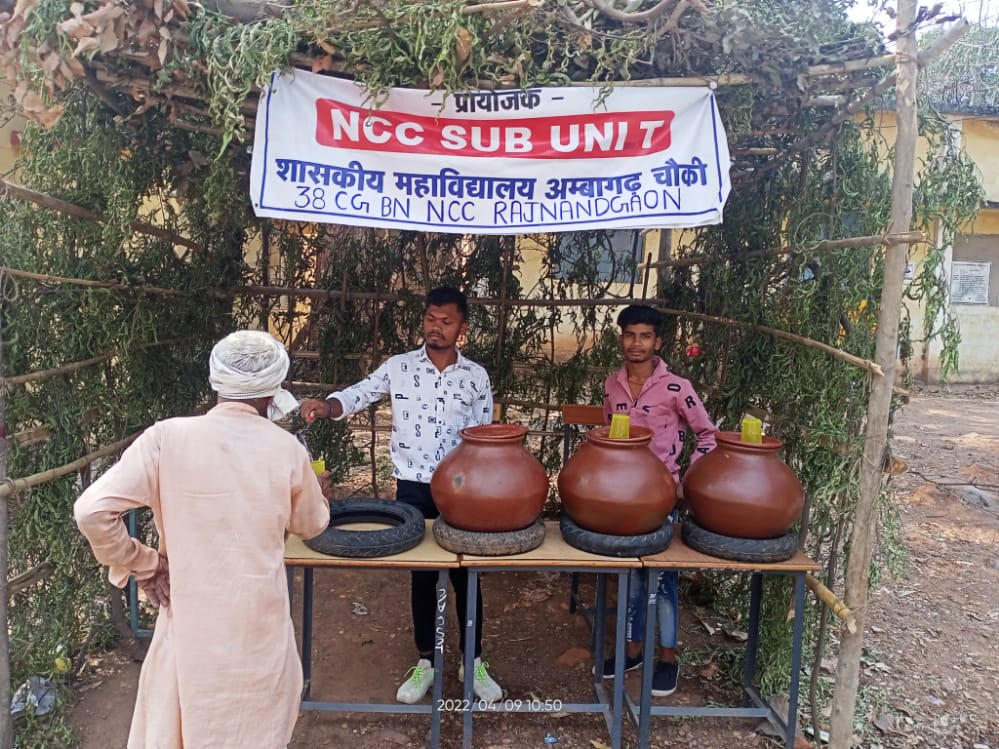 - प्रायोजक -
NCC SUB UNIT
शासकीय महाविद्यालय अम्बागढ़ चौकी
38 CG BN NCC RAJNANDGAON
2022/04/09 10:50